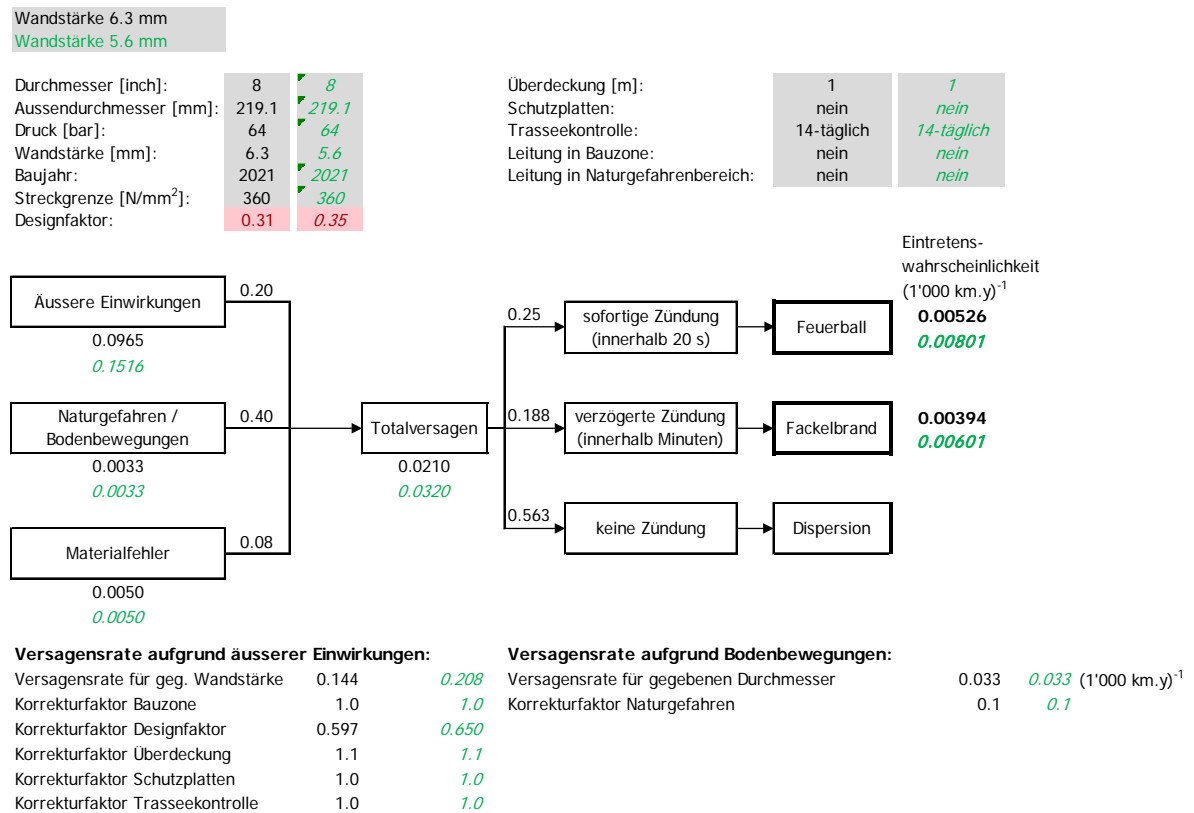 Wandstärke 6.3 mm
Wandstärke 5.6 mm
Durchmesser [inch]: 8 8
Aussendurchmesser [mm]: 219.1 219.1
Druck [bar]: 64 64
Wandstärke [mm]: 6.3 5.6
Baujahr: 2021 2021
Streckgrenze [N/mm²]: 360 360
Designfaktor: 0.31 0.35
Überdeckung [m]: 1 1
Schutzplatten: nein nein
Trasseekontrolle: 14-täglich 14-täglich
Leitung in Bauzone: nein nein
Leitung in Naturgefahrenbereich: nein nein
Eintretens-
wahrscheinlichkeit
(1'000 km.y)⁻¹
Äussere Einwirkungen
0.20
0.0965
0.1516
Naturgefahren /
Bodenbewegungen
0.40
0.0033
0.0033
Materialfehler
0.08
0.0050
0.0050
Totalversagen
0.0210
0.0320
0.25
sofortige Zündung
(innerhalb 20 s)
Feuerball
0.00526
0.00801
0.188
verzögerte Zündung
(innerhalb Minuten)
Fackelbrand
0.00394
0.00601
0.563
keine Zündung
Dispersion
Versagensrate aufgrund äusserer Einwirkungen:
Versagensrate für geg. Wandstärke 0.144 0.208
Korrekturfaktor Bauzone 1.0 1.0
Korrekturfaktor Designfaktor 0.597 0.650
Korrekturfaktor Überdeckung 1.1 1.1
Korrekturfaktor Schutzplatten 1.0 1.0
Korrekturfaktor Trasseekontrolle 1.0 1.0
Versagensrate aufgrund Bodenbewegungen:
Versagensrate für gegebenen Durchmesser 0.033 0.033 (1'000 km.y)⁻¹
Korrekturfaktor Naturgefahren 0.1 0.1